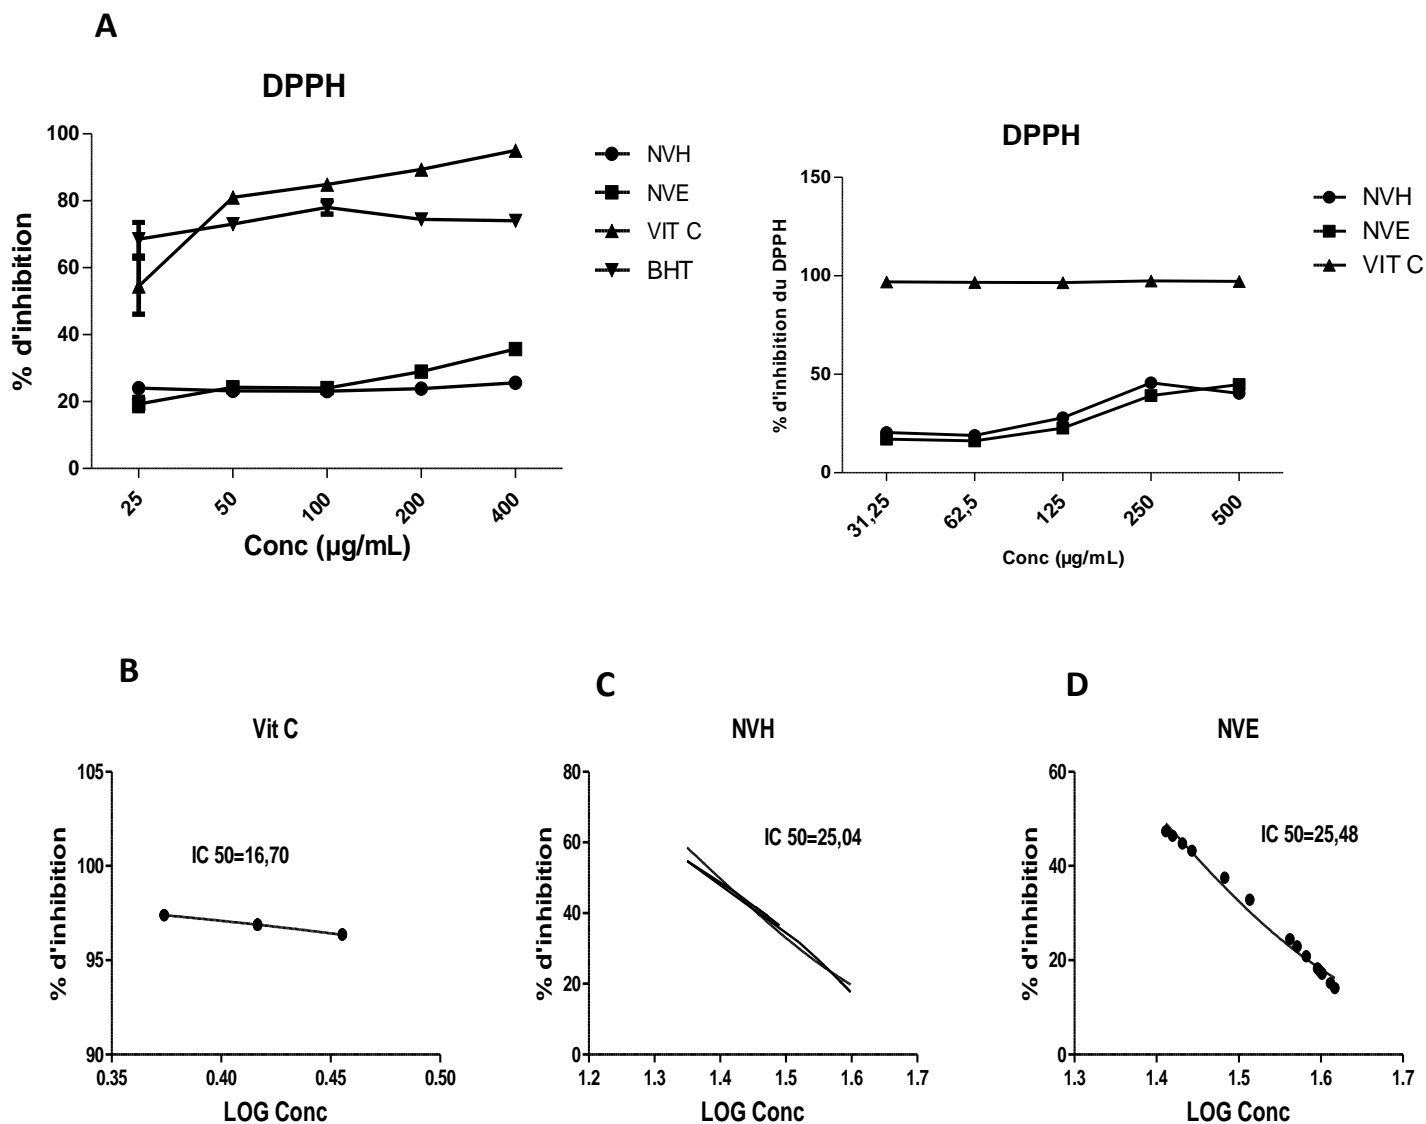 A
DPPH
% d'inhibition
100
80
60
40
20
0
25
50
100
200
400
Conc (µg/mL)
NVH
NVE
VIT C
BHT
DPPH
% d'inhibition du DPPH
150
100
50
0
31,25
62,5
125
250
500
Conc (µg/mL)
NVH
NVE
VIT C
B
Vit C
% d'inhibition
105
100
95
90
IC 50=16,70
0.35
0.40
0.45
0.50
LOG Conc
C
NVH
% d'inhibition
80
60
40
20
0
IC 50=25,04
1.2
1.3
1.4
1.5
1.6
1.7
LOG Conc
D
NVE
% d'inhibition
60
40
20
0
IC 50=25,48
1.3
1.4
1.5
1.6
1.7
LOG Conc